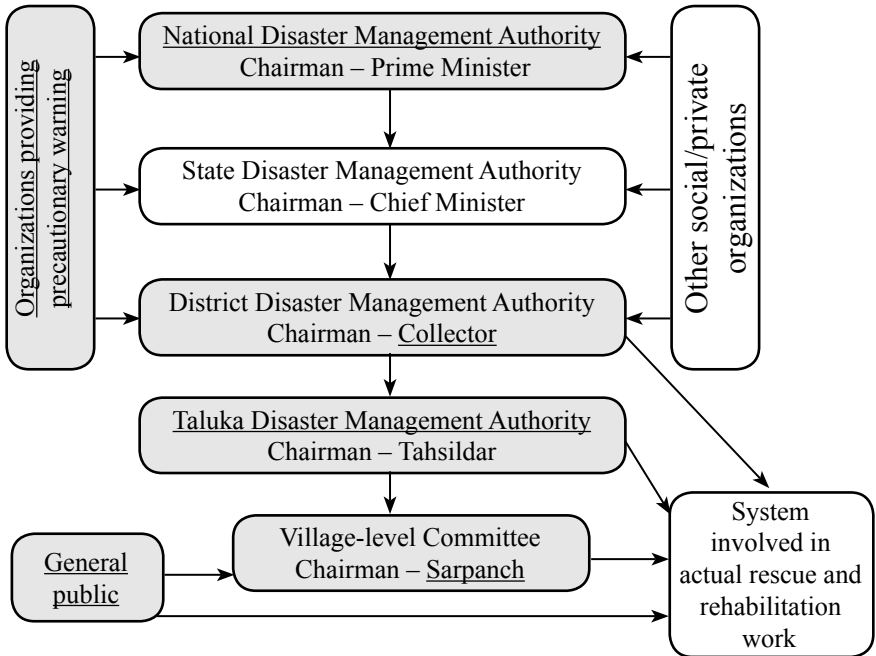 National Disaster Management Authority
Chairman – Prime Minister
Organizations providing
precautionary warning
Other social/private
organizations
State Disaster Management Authority
Chairman – Chief Minister
District Disaster Management Authority
Chairman – Collector
Taluka Disaster Management Authority
Chairman – Tahsildar
Village-level Committee
Chairman – Sarpanch
General
public
System
involved in
actual rescue and
rehabilitation
work